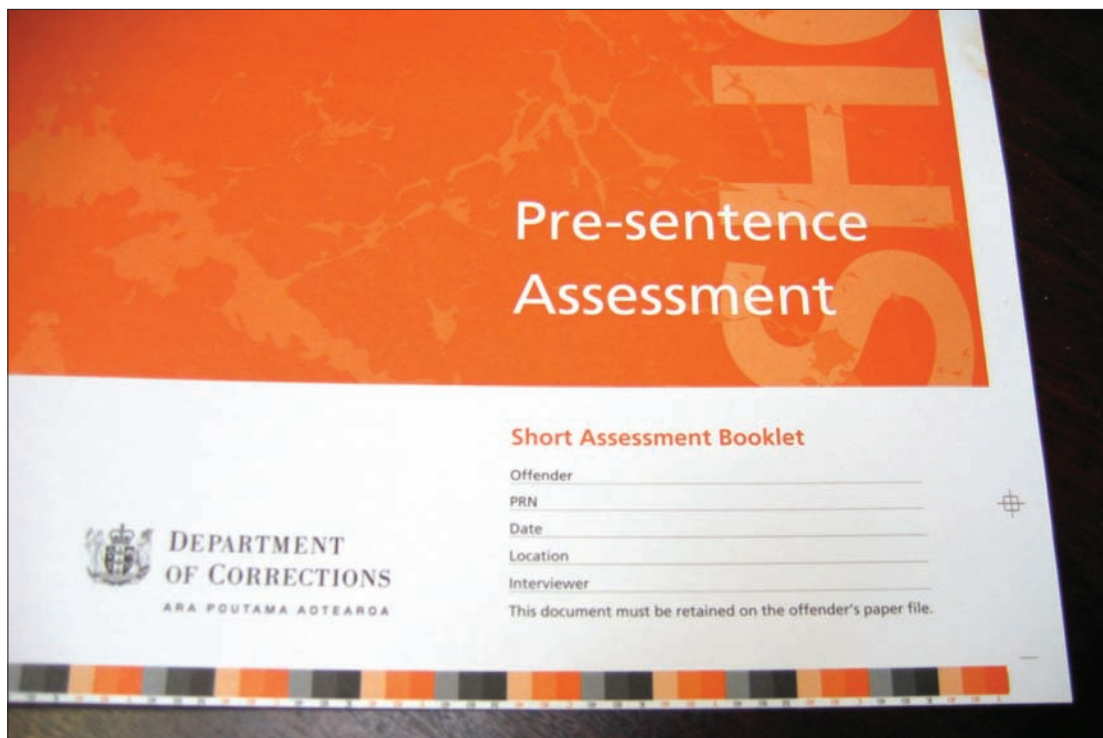 SHO
Pre-sentence
Assessment
Short Assessment Booklet
Offender
PRN
Date
Location
Interviewer
This document must be retained on the offender's paper file.
DEPARTMENT
OF CORRECTIONS
ARA POUTAMA AOTEAROA